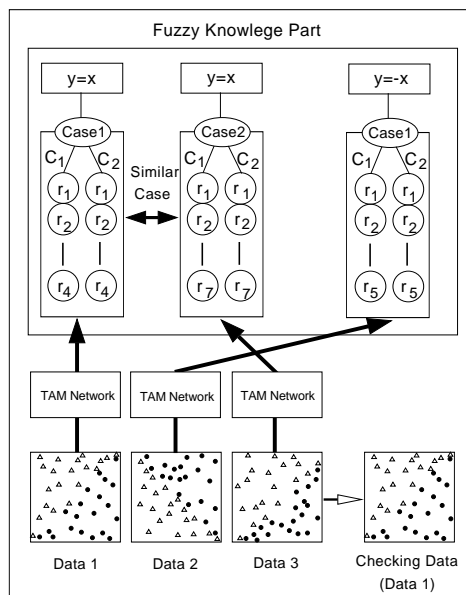 Fuzzy Knowlege Part
y=x y=x y=-x
Case1 Case2 Case1
C1 C2 C1 C2 C1 C2
Similar
Case
r1 r1 r1 r1 r1 r1
r2 r2 r2 r2 r2 r2
r4 r4 r7 r7 r5 r5
TAM Network TAM Network TAM Network
Data 1 Data 2 Data 3 Checking Data
(Data 1)